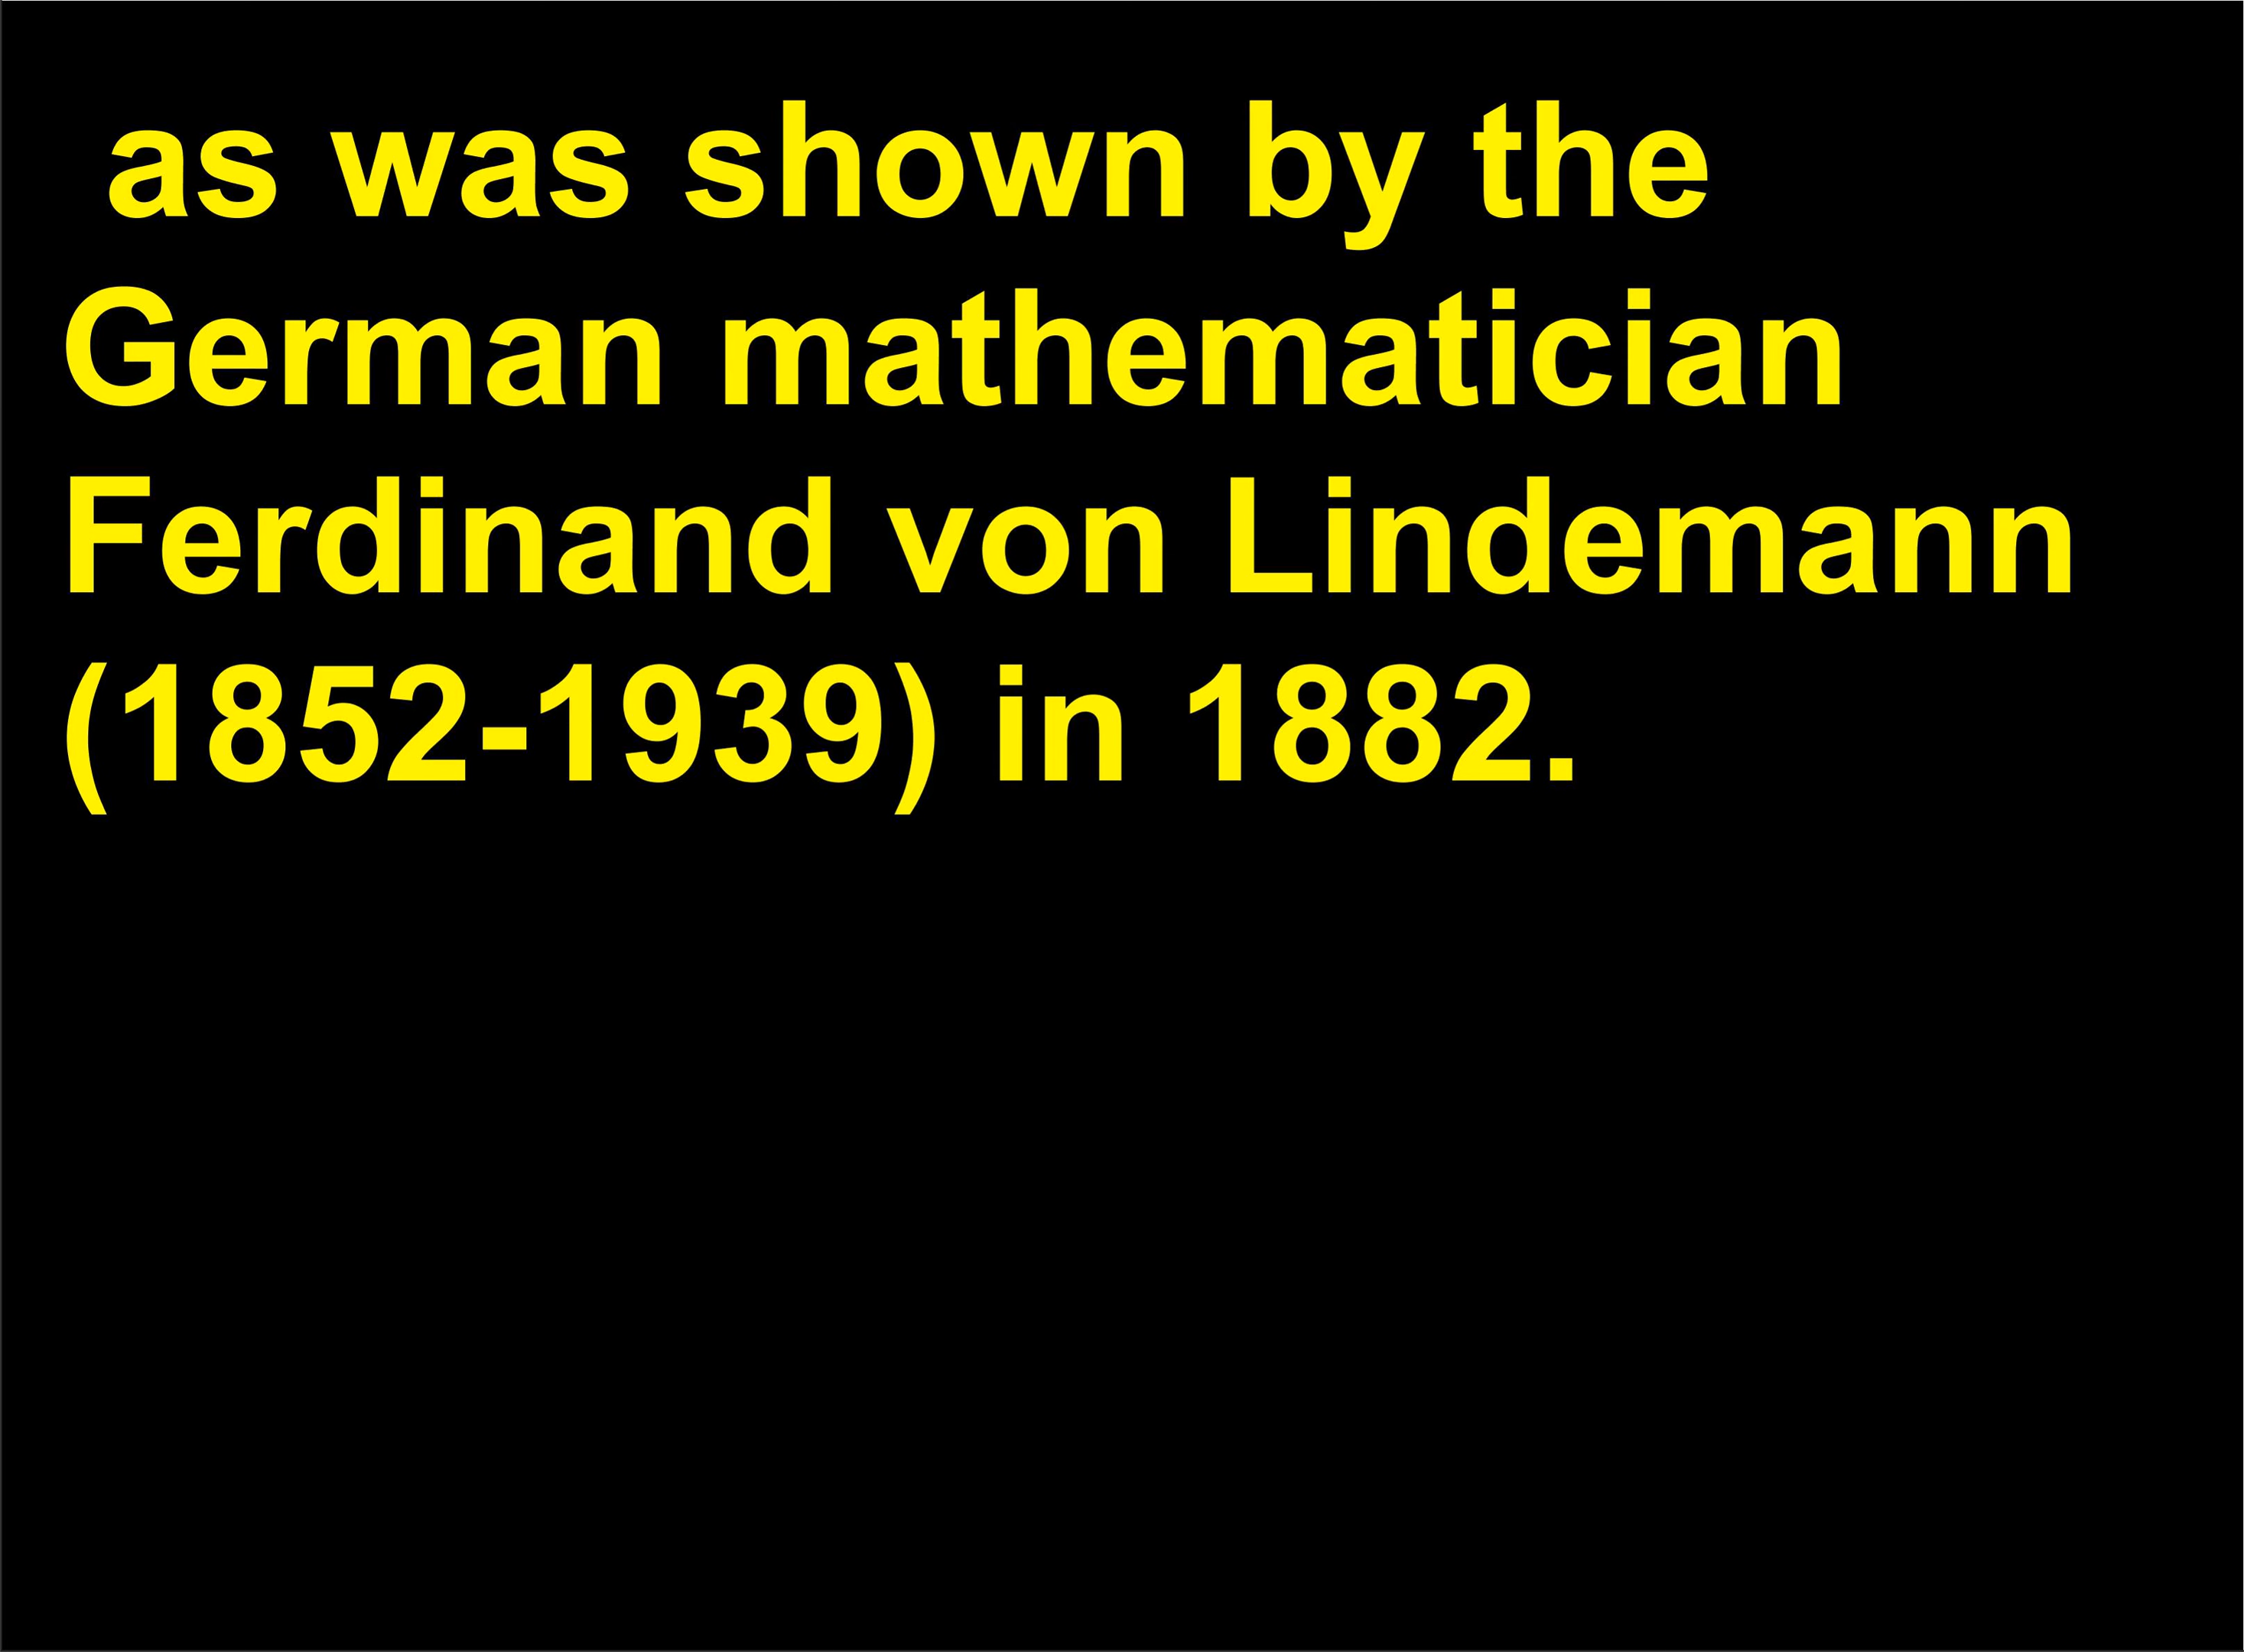 as was shown by the
German mathematician
Ferdinand von Lindemann
(1852-1939) in 1882.